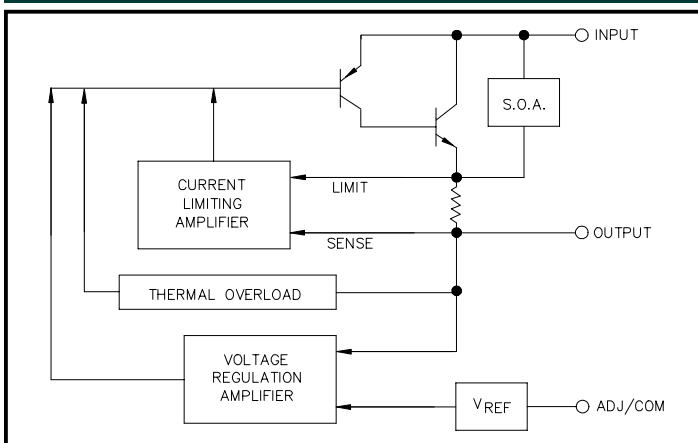 INPUT
S.O.A.
CURRENT
LIMITING
AMPLIFIER
LIMIT
SENSE
OUTPUT
THERMAL OVERLOAD
VOLTAGE
REGULATION
AMPLIFIER
VREF
ADJ/COM